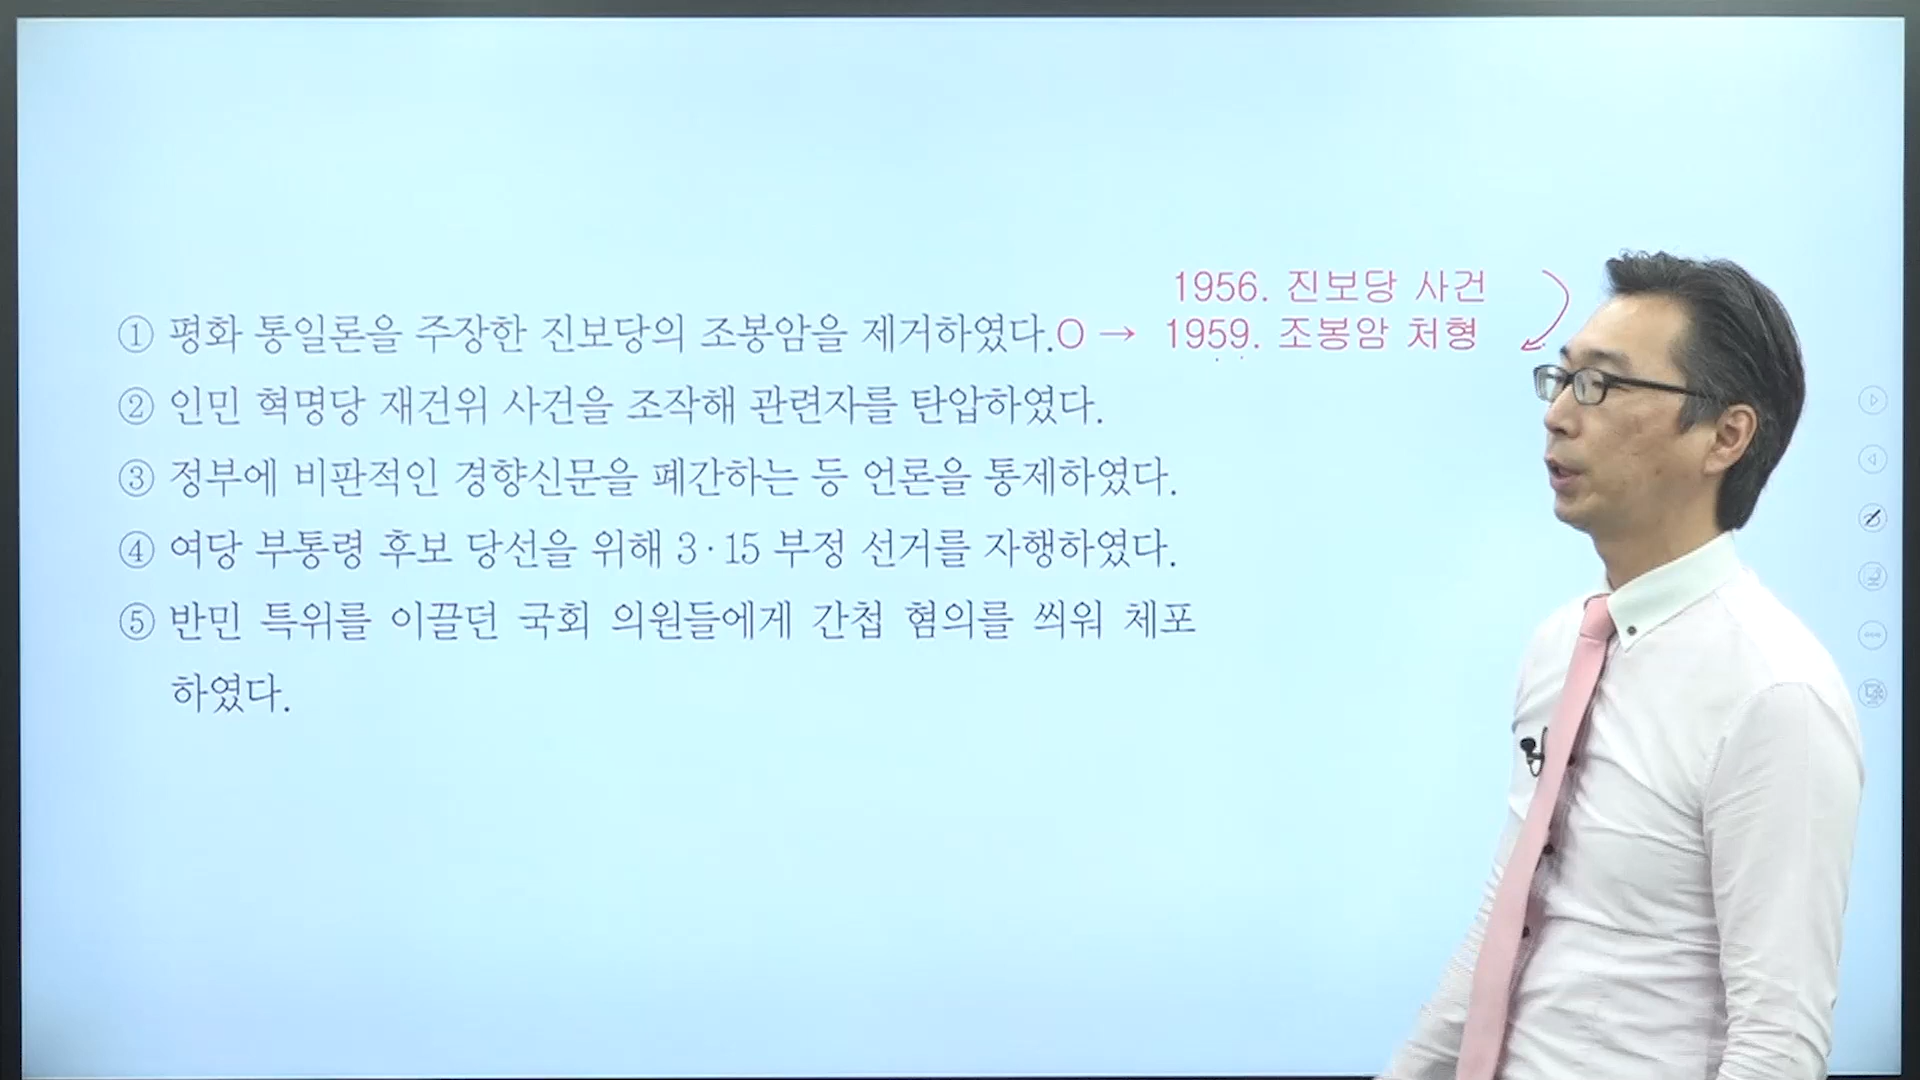 1956. 진보당 사건
① 평화 통일론을 주장한 진보당의 조봉암을 제거하였다.O → 1959. 조봉암 처형
② 인민 혁명당 재건위 사건을 조작해 관련자를 탄압하였다.
③ 정부에 비판적인 경향신문을 폐간하는 등 언론을 통제하였다.
④ 여당 부통령 후보 당선을 위해 3·15 부정 선거를 자행하였다.
⑤ 반민 특위를 이끌던 국회 의원들에게 간첩 혐의를 씌워 체포
하였다.